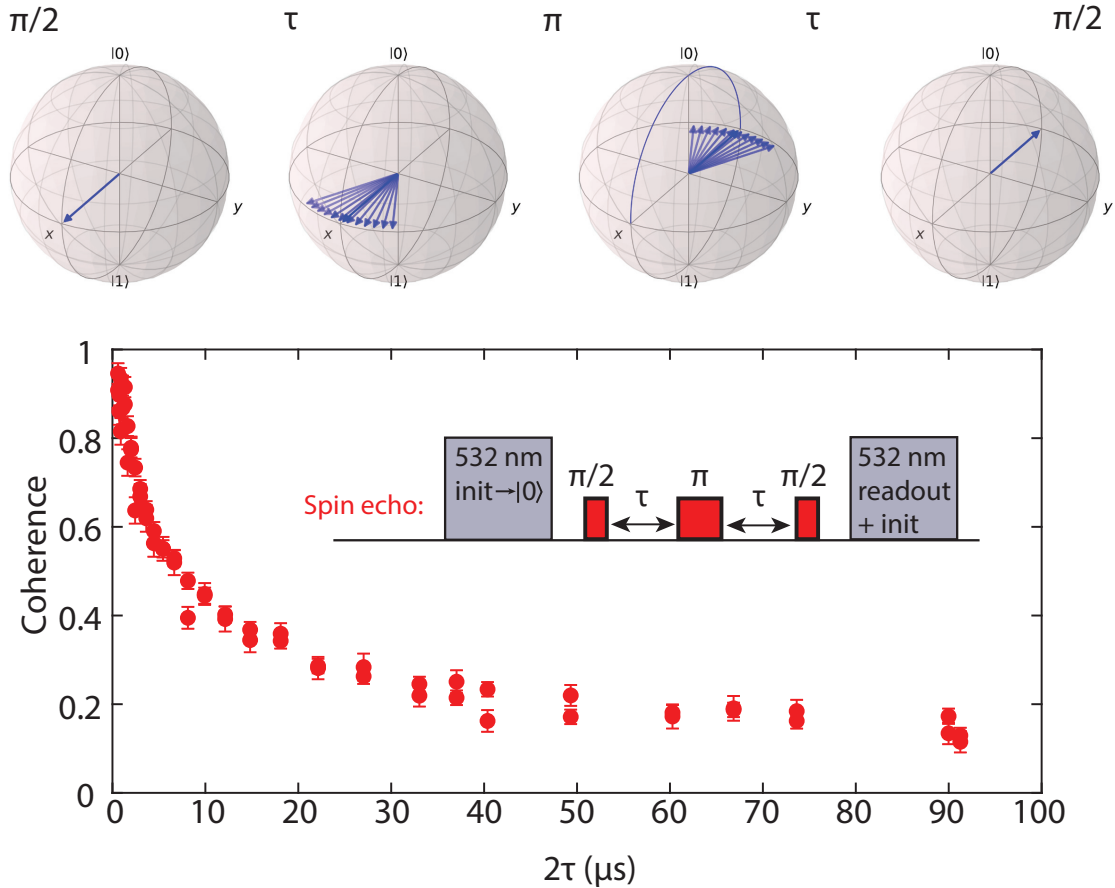 π/2 τ π τ π/2
|0⟩ |0⟩ |0⟩ |0⟩
x y x y x y x y
|1⟩ |1⟩ |1⟩ |1⟩
1
0.8
0.6
0.4
0.2
0
Coherence
Spin echo:
532 nm
init→|0⟩
π/2 τ π τ π/2
532 nm
readout
+ init
0 10 20 30 40 50 60 70 80 90 100
2τ (μs)